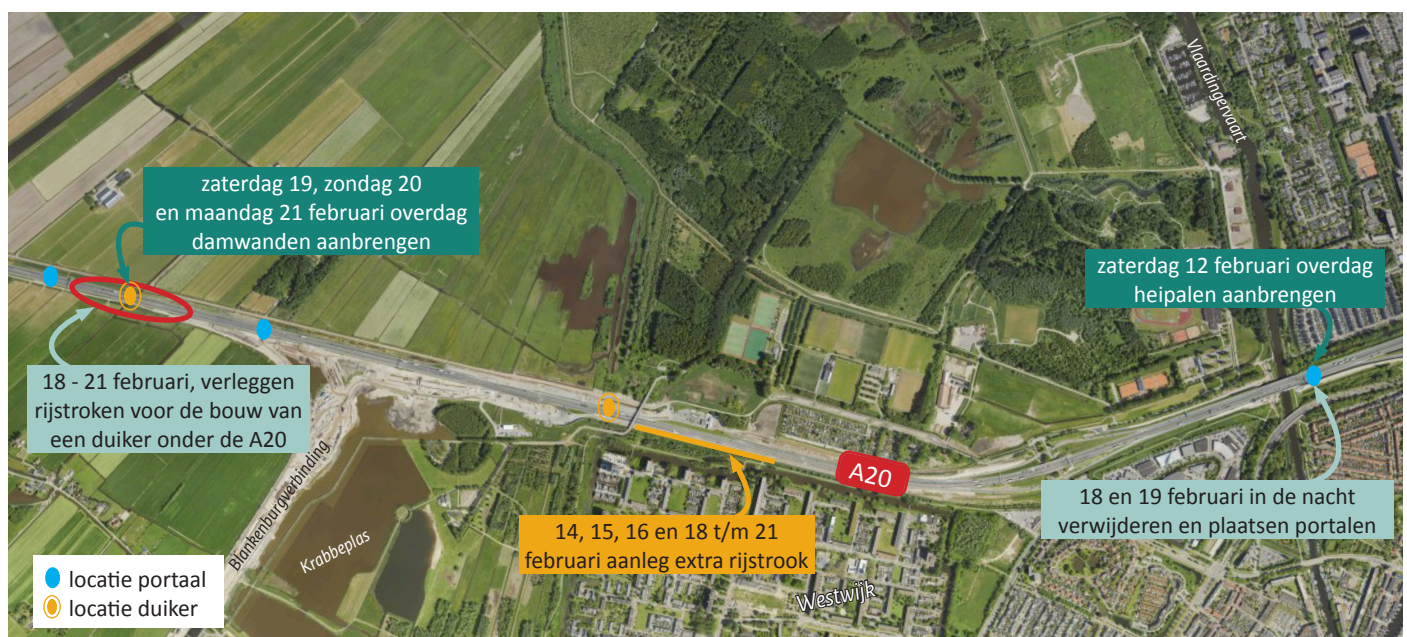 Vlaardingervaart
zaterdag 19, zondag 20
en maandag 21 februari overdag
damwanden aanbrengen
zaterdag 12 februari overdag
heipalen aanbrengen
18 - 21 februari, verleggen
rijstroken voor de bouw van
een duiker onder de A20
A20
18 en 19 februari in de nacht
verwijderen en plaatsen portalen
14, 15, 16 en 18 t/m 21
februari aanleg extra rijstrook
Blankenburgverbinding
Krabbeplas
Westwijk
locatie portaal
locatie duiker